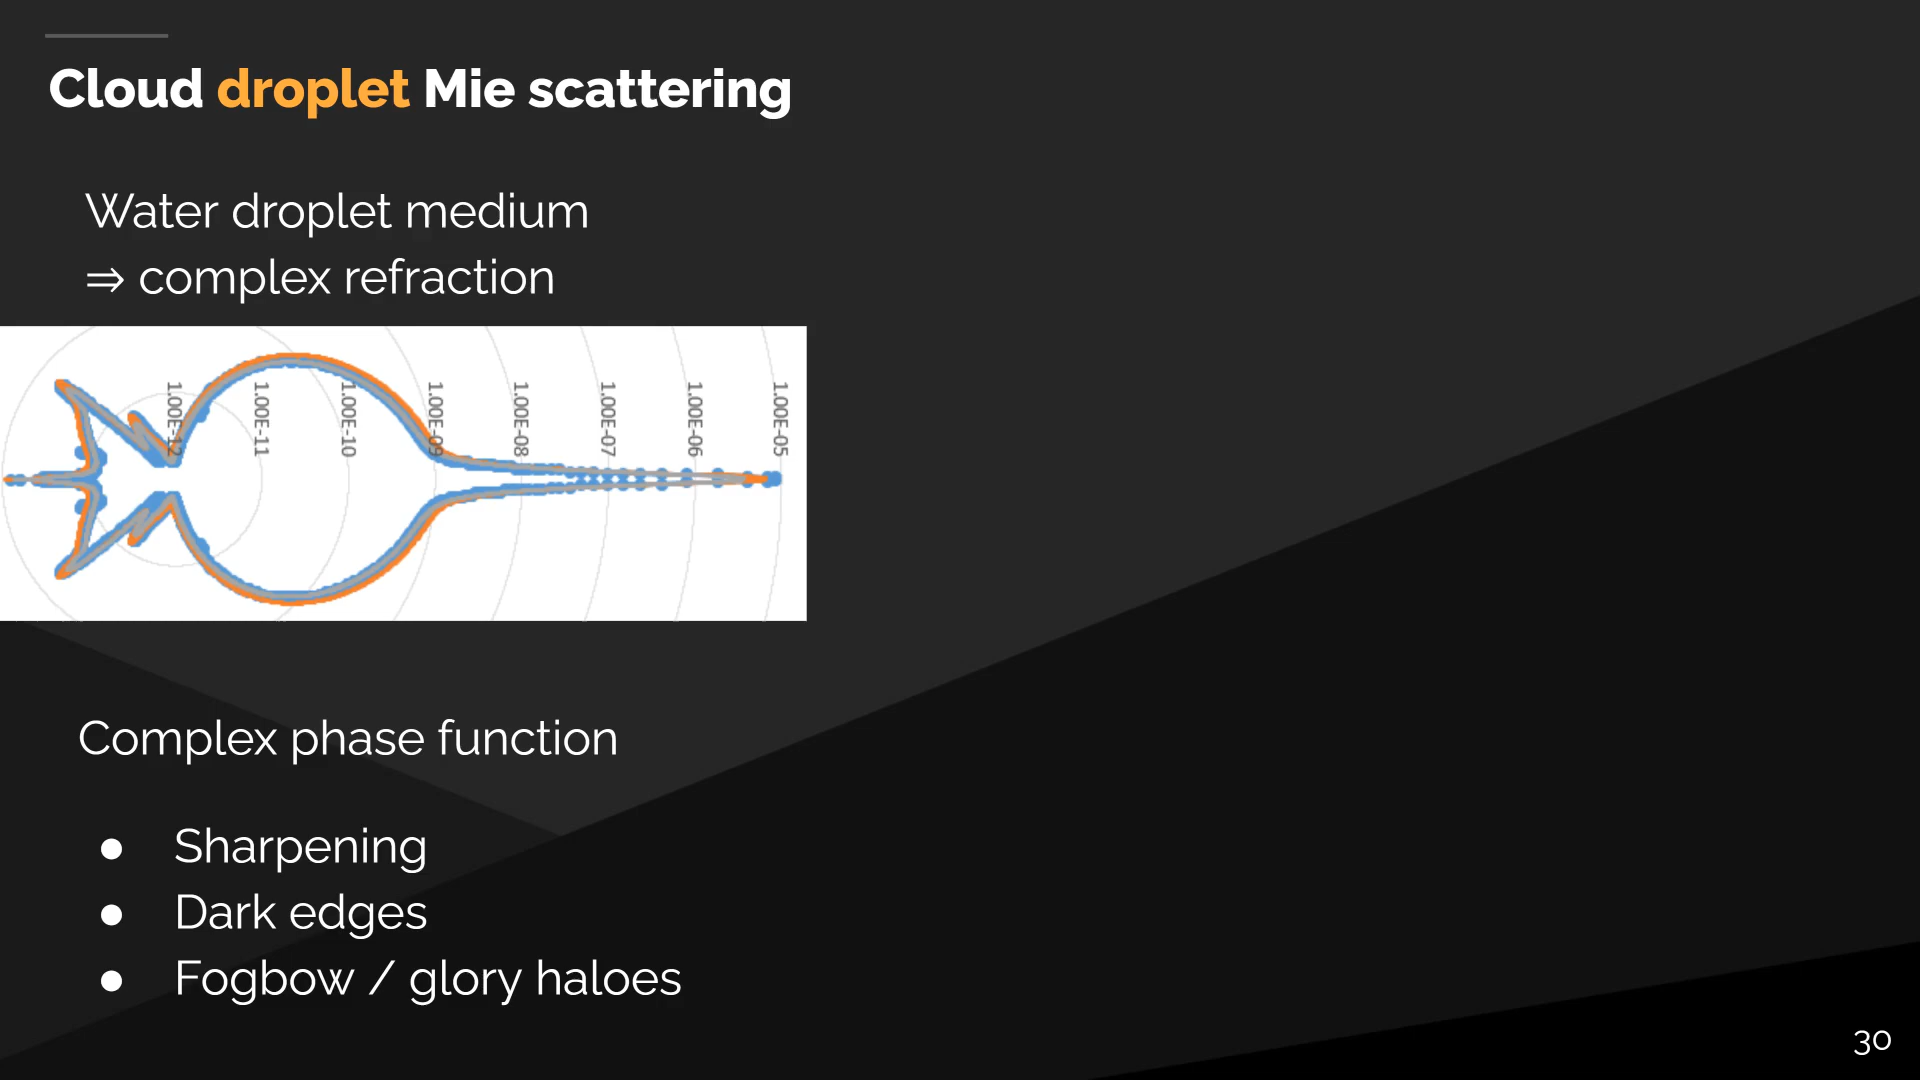 Cloud droplet Mie scattering
Water droplet medium
⇒ complex refraction
1.00E-12
1.00E-11
1.00E-10
1.00E-09
1.00E-08
1.00E-07
1.00E-06
1.00E-05
Complex phase function
● Sharpening
● Dark edges
● Fogbow / glory haloes
30